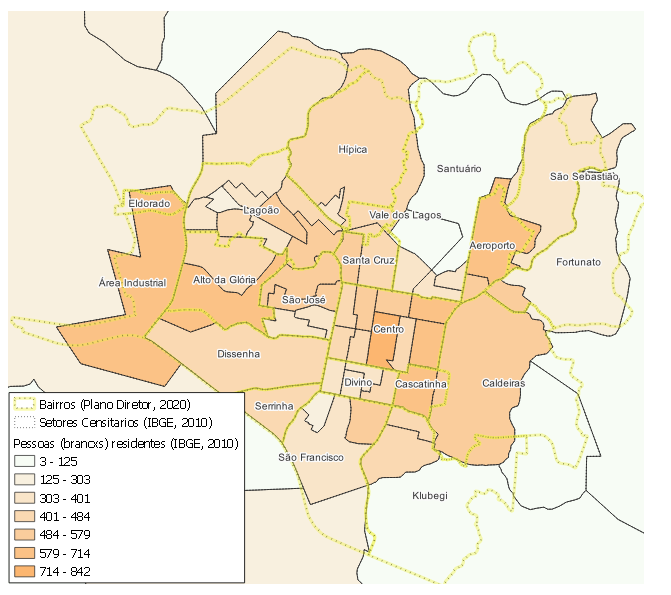 Hípica
Santuário
São Sebastião
Eldorado
Lagoão
Vale dos Lagos
Aeroporto
Santa Cruz
Fortunato
Área Industrial
Alto da Glória
São José
Centro
Dissenha
Divino
Cascatinha
Caldeiras
Serrinha
São Francisco
Klubegi
Bairros (Plano Diretor, 2020)
Setores Censitarios (IBGE, 2010)
Pessoas (brancxs) residentes (IBGE, 2010)
3 - 125
125 - 303
303 - 401
401 - 484
484 - 579
579 - 714
714 - 842